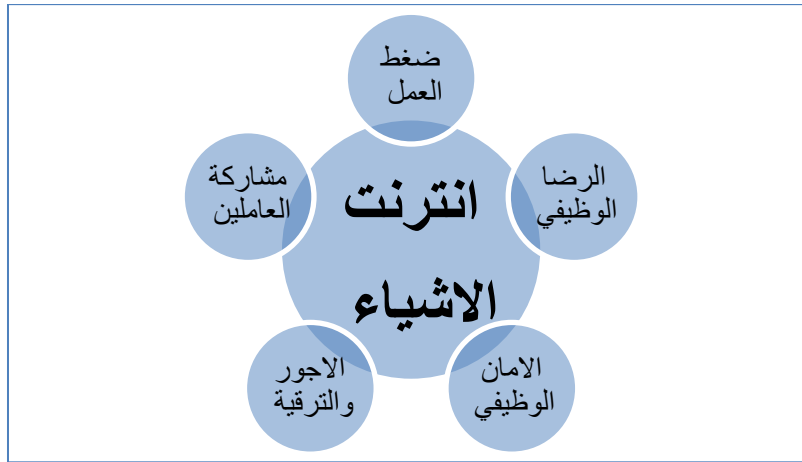 ضغط
العمل
الرضا
الوظيفي
الامان
الوظيفي
الاجور
والترقية
مشاركة
العاملين
انترنت
الاشياء